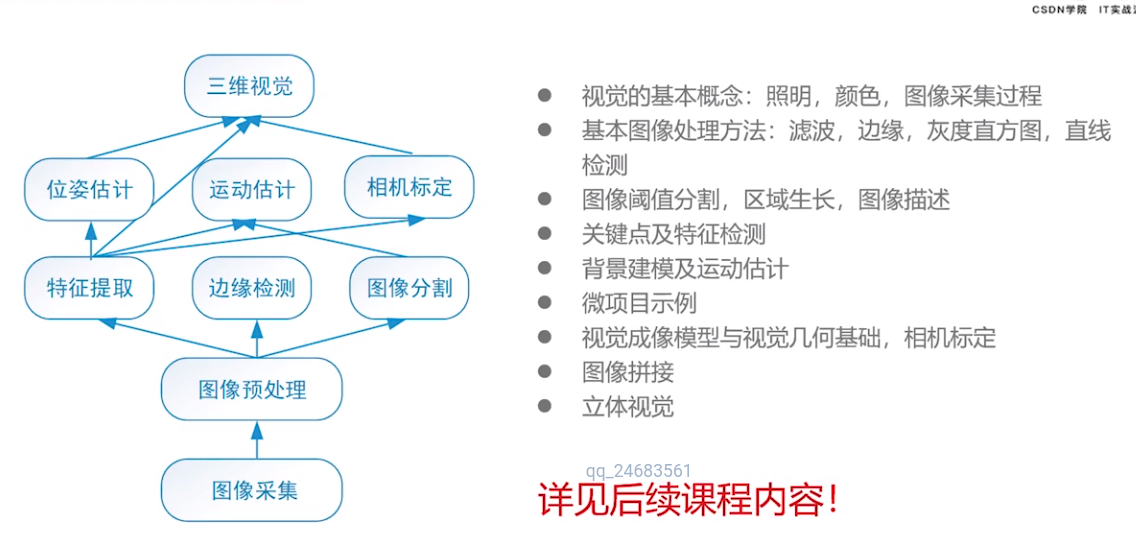 CSDN学院 IT实战
三维视觉
位姿估计
运动估计
相机标定
特征提取
边缘检测
图像分割
图像预处理
图像采集
● 视觉的基本概念：照明，颜色，图像采集过程
● 基本图像处理方法：滤波，边缘，灰度直方图，直线
检测
● 图像阈值分割，区域生长，图像描述
● 关键点及特征检测
● 背景建模及运动估计
● 微项目示例
● 视觉成像模型与视觉几何基础，相机标定
● 图像拼接
● 立体视觉
qq_24683561
详见后续课程内容！